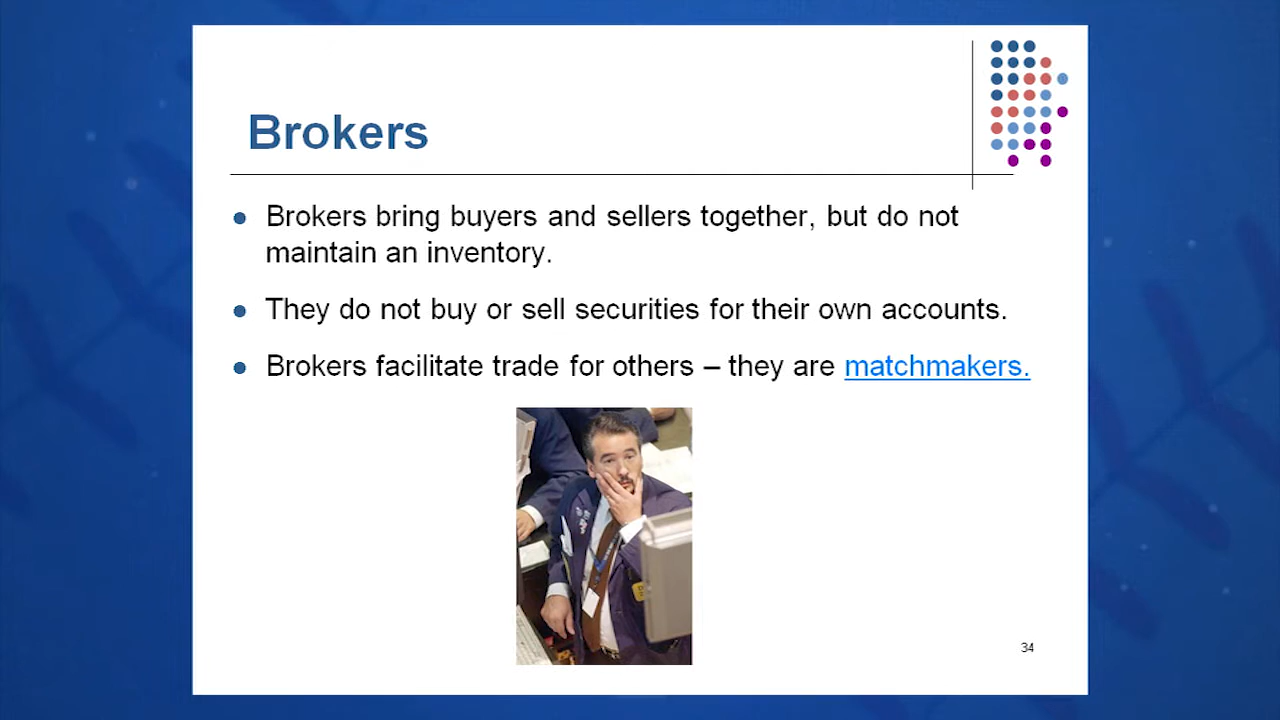 Brokers
Brokers bring buyers and sellers together, but do not
maintain an inventory.
They do not buy or sell securities for their own accounts.
Brokers facilitate trade for others – they are matchmakers.
34